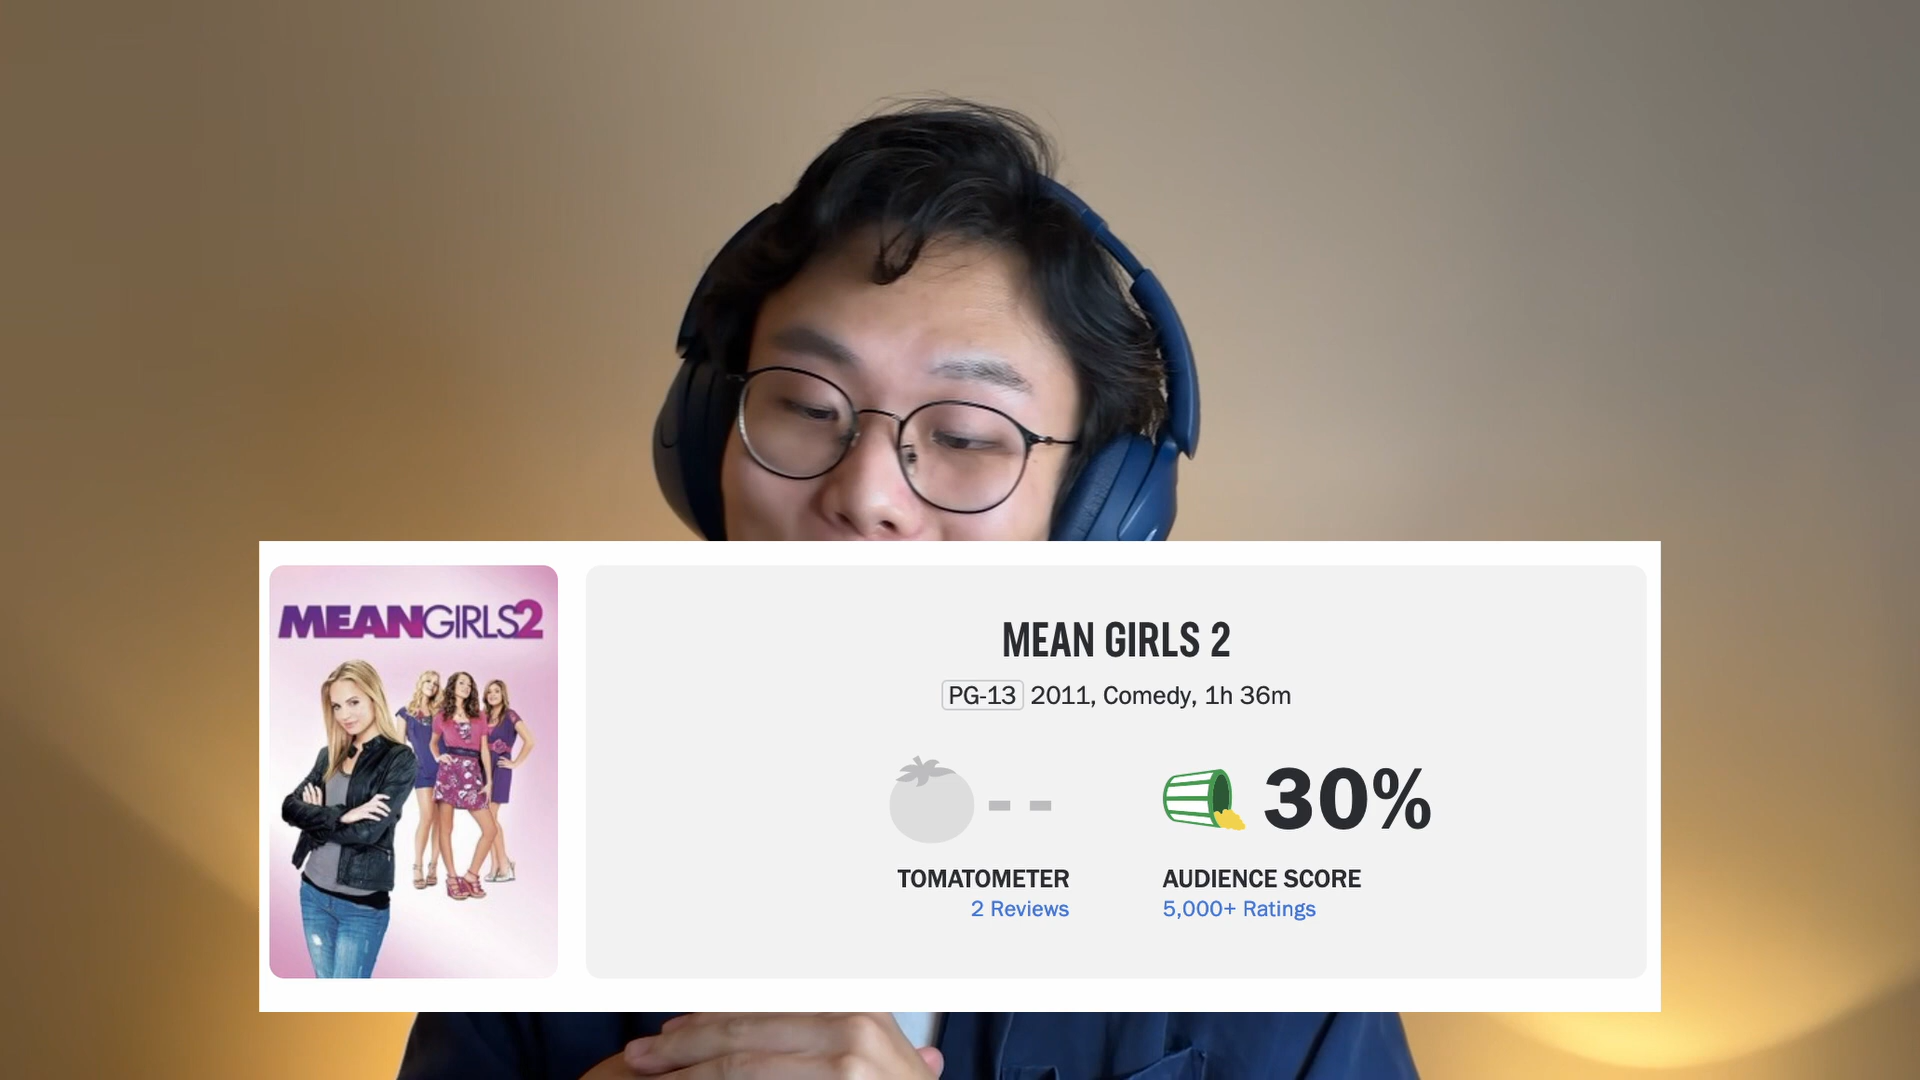 MEANGIRLS2
MEAN GIRLS 2
PG-13 2011, Comedy, 1h 36m
- - 30%
TOMATOMETER
2 Reviews
AUDIENCE SCORE
5,000+ Ratings